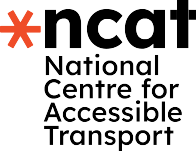 *ncat
National
Centre for
Accessible
Transport